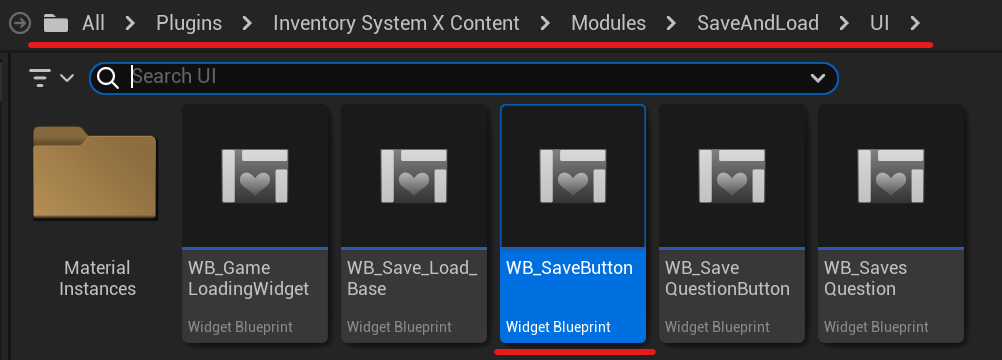 All > Plugins > Inventory System X Content > Modules > SaveAndLoad > UI >
Search UI
Material
Instances
WB_Game
LoadingWidget
Widget Blueprint
WB_Save_Load_
Base
Widget Blueprint
WB_SaveButton
Widget Blueprint
WB_Save
QuestionButton
Widget Blueprint
WB_Saves
Question
Widget Blueprint